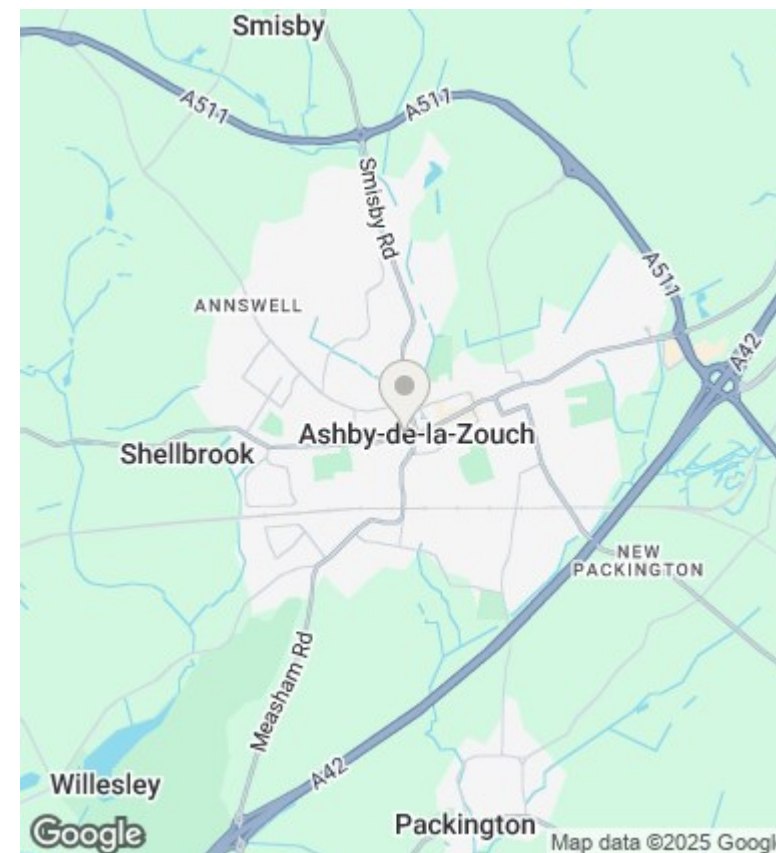 Smisby
A511
A511
Smisby Rd
ANNSWELL
A511
A42
Ashby-de-la-Zouch
Shellbrook
NEW
PACKINGTON
Measham Rd
A42
Willesley
Packington
Google
Map data ©2025 Googl